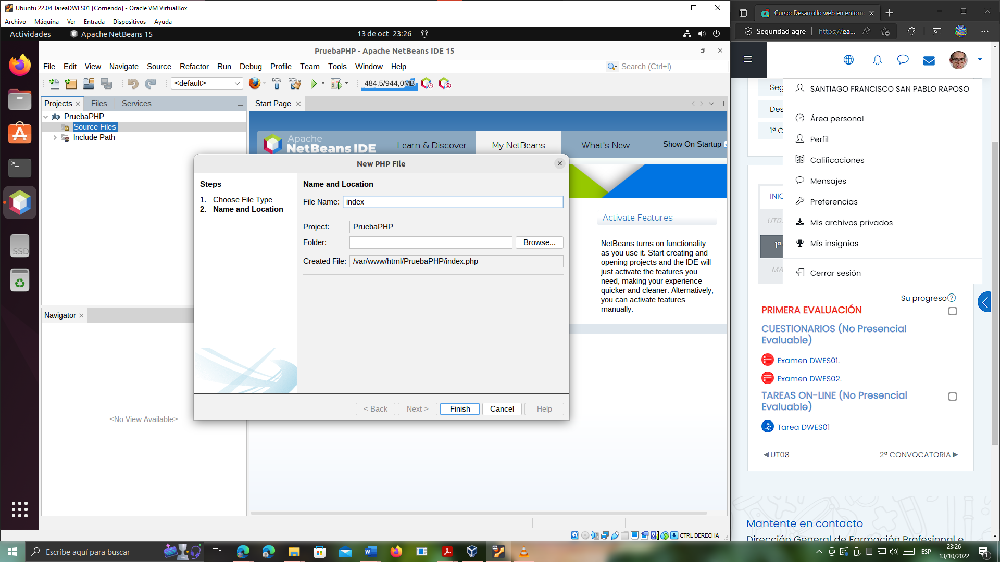 Ubuntu 22.04 TareaDWES01 [Corriendo] - Oracle VM VirtualBox
Archivo Máquina Ver Entrada Dispositivos Ayuda
Actividades Apache NetBeans 15 13 de oct 23:26
PruebaPHP - Apache NetBeans IDE 15
File Edit View Navigate Source Refactor Run Debug Profile Team Tools Window Help Search (Ctrl+I)
<default> 484,5/944,0MB
Projects Files Services
PruebaPHP
Source Files
Include Path
Start Page
Apache
NetBeans IDE
Learn & Discover My NetBeans What's New Show On Startup
New PHP File
Steps
1. Choose File Type
2. Name and Location
Name and Location
File Name: index
Project: PruebaPHP
Folder: Browse...
Created File: /var/www/html/PruebaPHP/index.php
< Back Next > Finish Cancel Help
Activate Features
NetBeans turns on functionality
as you use it. Start creating and
opening projects and the IDE will
just activate the features you
need, making your experience
quicker and cleaner. Alternatively,
you can activate features
manually.
Navigator
<No View Available>
>_
SSD
CTRL DERECHA
Curso: Desarrollo web en entorn
Seguridad agre https://ea...
Seg
Des
1ª C
SANTIAGO FRANCISCO SAN PABLO RAPOSO
Área personal
Perfil
Calificaciones
Mensajes
Preferencias
Mis archivos privados
Mis insignias
Cerrar sesión
INIC
UT03
1ª
MA
Su progreso
PRIMERA EVALUACIÓN
CUESTIONARIOS (No Presencial
Evaluable)
Examen DWES01.
Examen DWES02.
TAREAS ON-LINE (No Presencial
Evaluable)
Tarea DWES01
◀UT08 2ª CONVOCATORIA▶
Mantente en contacto
Dirección General de Formación Profesional e
Escribe aquí para buscar
ESP
23:26
13/10/2022
1